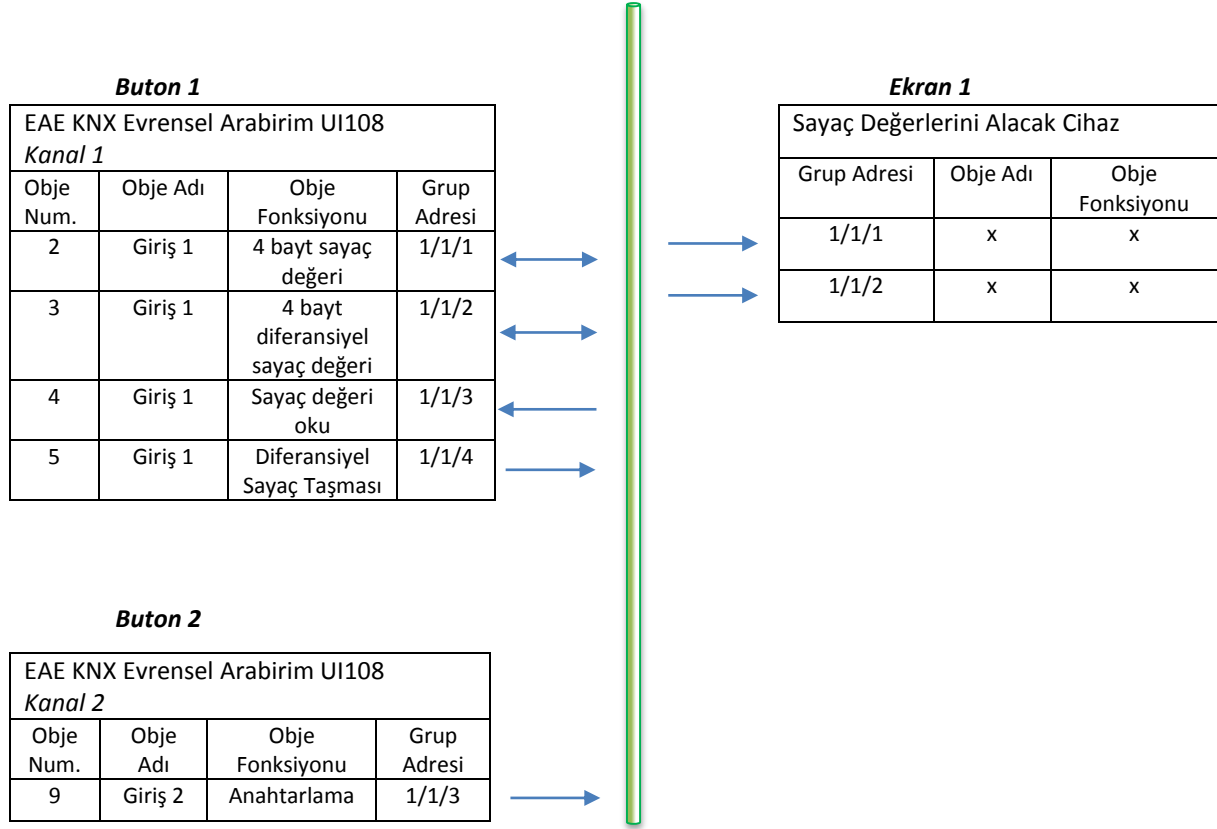 Buton 1
EAE KNX Evrensel Arabirim UI108
Kanal 1
Obje Num. Obje Adı Obje Fonksiyonu Grup Adresi
2 Giriş 1 4 bayt sayaç değeri 1/1/1
3 Giriş 1 4 bayt diferansiyel sayaç değeri 1/1/2
4 Giriş 1 Sayaç değeri oku 1/1/3
5 Giriş 1 Diferansiyel Sayaç Taşması 1/1/4
Ekran 1
Sayaç Değerlerini Alacak Cihaz
Grup Adresi Obje Adı Obje Fonksiyonu
1/1/1 x x
1/1/2 x x
Buton 2
EAE KNX Evrensel Arabirim UI108
Kanal 2
Obje Num. Obje Adı Obje Fonksiyonu Grup Adresi
9 Giriş 2 Anahtarlama 1/1/3